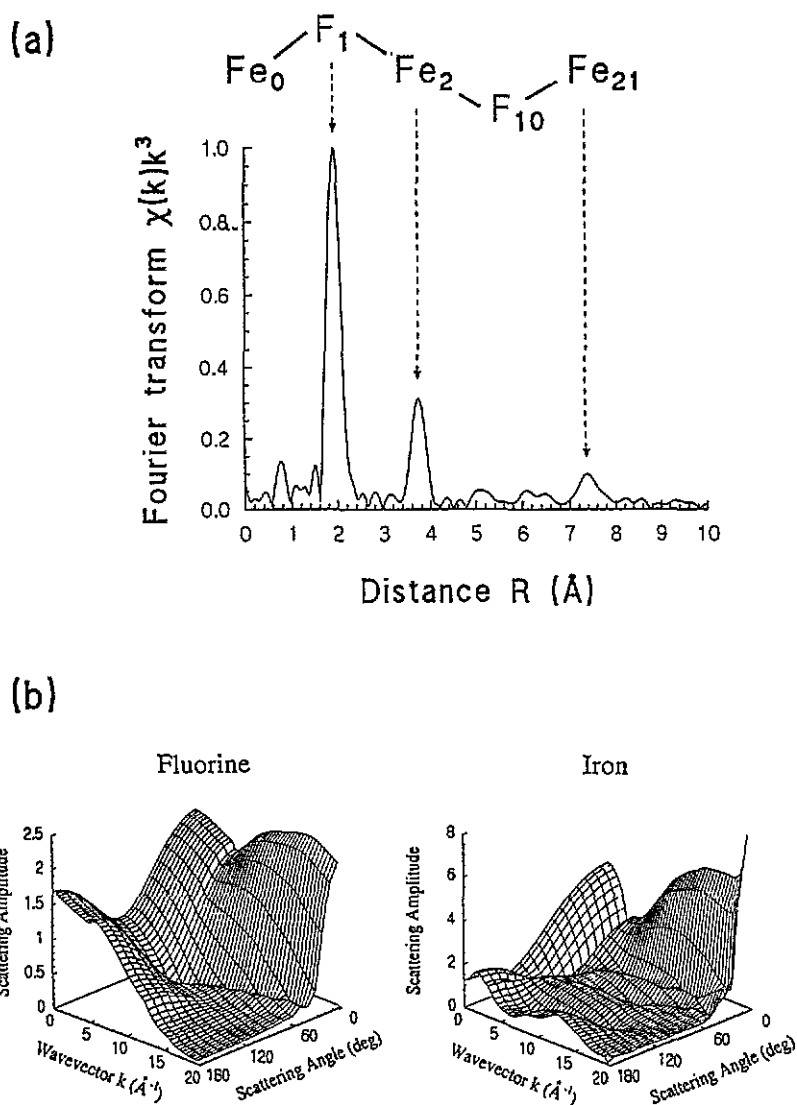 (a)
Fe₀ F₁ Fe₂ F₁₀ Fe₂₁
Fourier transform χ(k)k³
1.0
0.8
0.6
0.4
0.2
0.0
0 1 2 3 4 5 6 7 8 9 10
Distance R (Å)
(b)
Fluorine
Scattering Amplitude
2.5
2
1.5
1
0.5
0
0 5 10 15 20
Wavevector k (Å⁻¹)
180 120 60 0
Scattering Angle (deg)
Iron
Scattering Amplitude
8
6
4
2
0
0 5 10 15 20
Wavevector k (Å⁻¹)
180 120 60 0
Scattering Angle (deg)